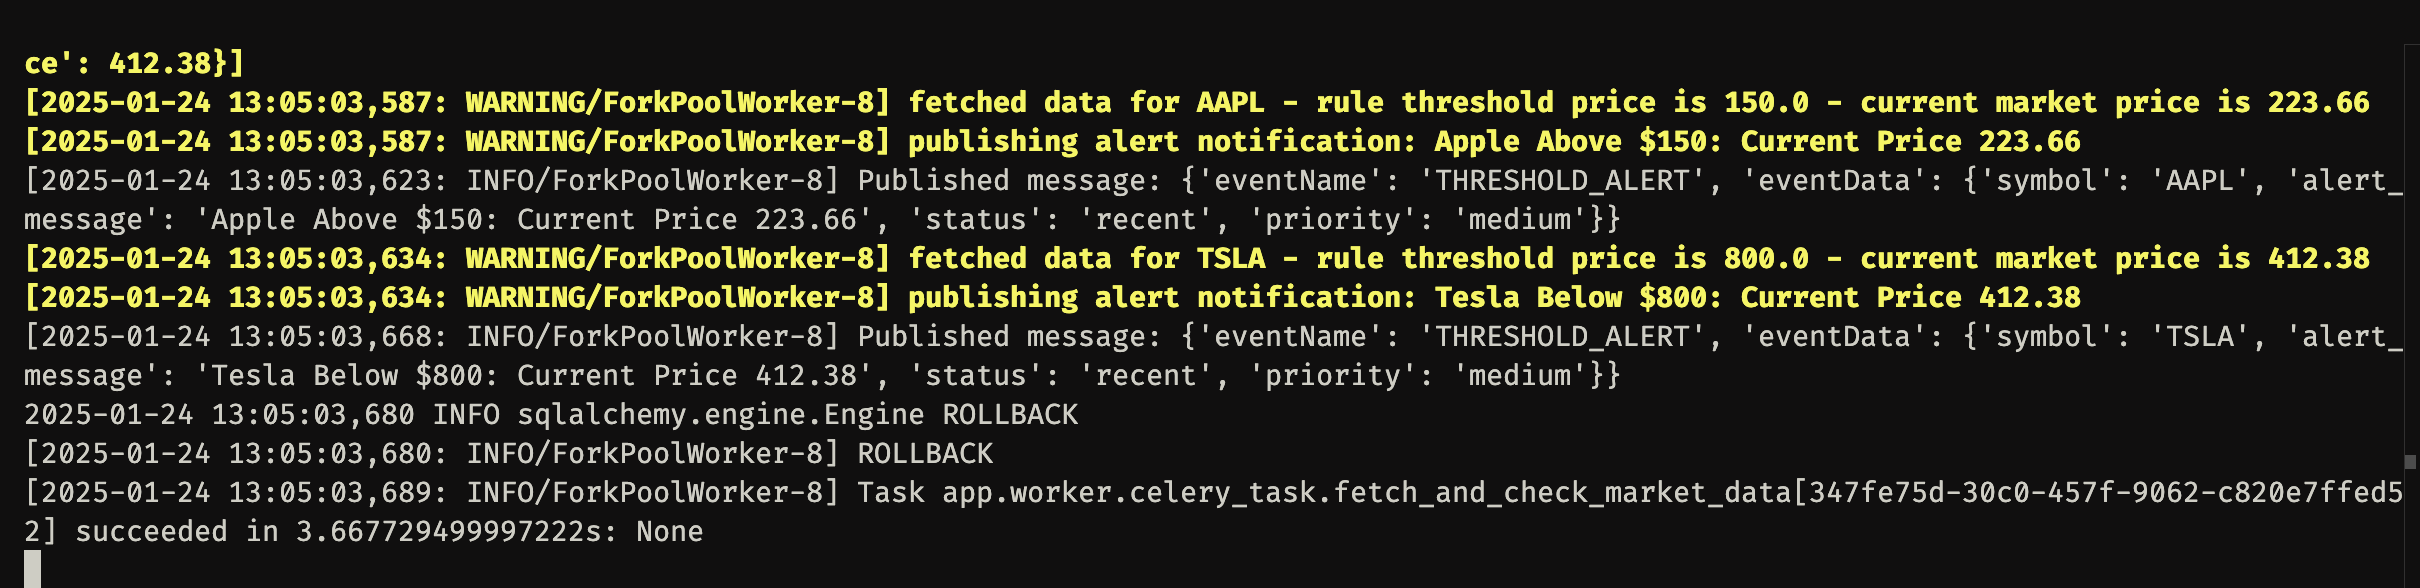 ce': 412.38}]
[2025-01-24 13:05:03,587: WARNING/ForkPoolWorker-8] fetched data for AAPL - rule threshold price is 150.0 - current market price is 223.66
[2025-01-24 13:05:03,587: WARNING/ForkPoolWorker-8] publishing alert notification: Apple Above $150: Current Price 223.66
[2025-01-24 13:05:03,623: INFO/ForkPoolWorker-8] Published message: {'eventName': 'THRESHOLD_ALERT', 'eventData': {'symbol': 'AAPL', 'alert_
message': 'Apple Above $150: Current Price 223.66', 'status': 'recent', 'priority': 'medium'}}
[2025-01-24 13:05:03,634: WARNING/ForkPoolWorker-8] fetched data for TSLA - rule threshold price is 800.0 - current market price is 412.38
[2025-01-24 13:05:03,634: WARNING/ForkPoolWorker-8] publishing alert notification: Tesla Below $800: Current Price 412.38
[2025-01-24 13:05:03,668: INFO/ForkPoolWorker-8] Published message: {'eventName': 'THRESHOLD_ALERT', 'eventData': {'symbol': 'TSLA', 'alert_
message': 'Tesla Below $800: Current Price 412.38', 'status': 'recent', 'priority': 'medium'}}
2025-01-24 13:05:03,680 INFO sqlalchemy.engine.Engine ROLLBACK
[2025-01-24 13:05:03,680: INFO/ForkPoolWorker-8] ROLLBACK
[2025-01-24 13:05:03,689: INFO/ForkPoolWorker-8] Task app.worker.celery_task.fetch_and_check_market_data[347fe75d-30c0-457f-9062-c820e7ffed5
2] succeeded in 3.667729499997222s: None